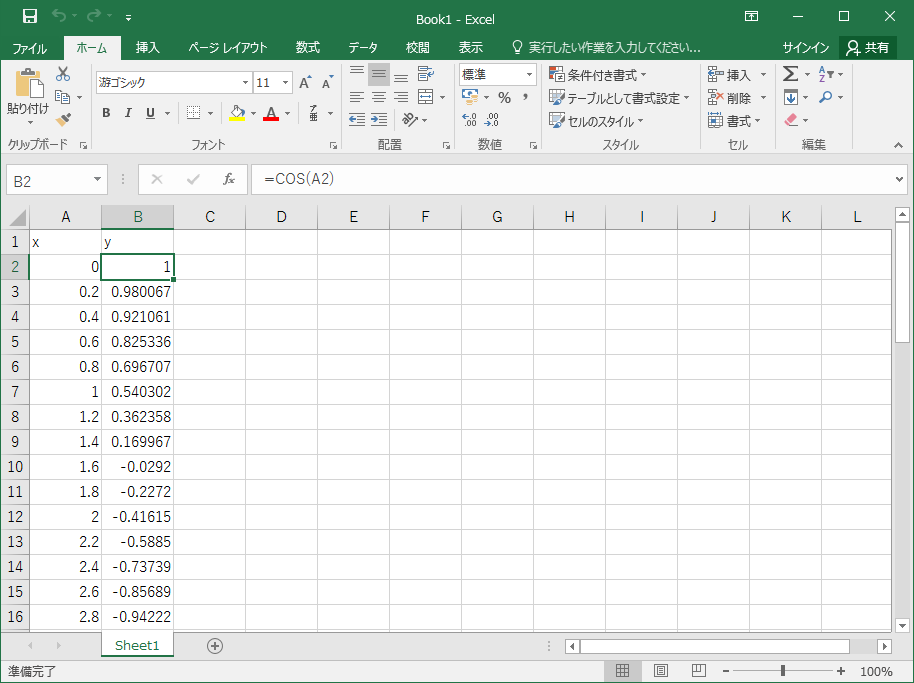 Book1 - Excel
ファイル ホーム 挿入 ページ レイアウト 数式 データ 校閲 表示 実行したい作業を入力してください... サインイン 共有
貼り付け
クリップボード
游ゴシック 11
B I U
フォント
配置
標準
% ,
数値
条件付き書式
テーブルとして書式設定
セルのスタイル
スタイル
挿入
削除
書式
セル
編集
B2 fx =COS(A2)
A B C D E F G H I J K L
1 x y
2 0 1
3 0.2 0.980067
4 0.4 0.921061
5 0.6 0.825336
6 0.8 0.696707
7 1 0.540302
8 1.2 0.362358
9 1.4 0.169967
10 1.6 -0.0292
11 1.8 -0.2272
12 2 -0.41615
13 2.2 -0.5885
14 2.4 -0.73739
15 2.6 -0.85689
16 2.8 -0.94222
Sheet1
準備完了 100%